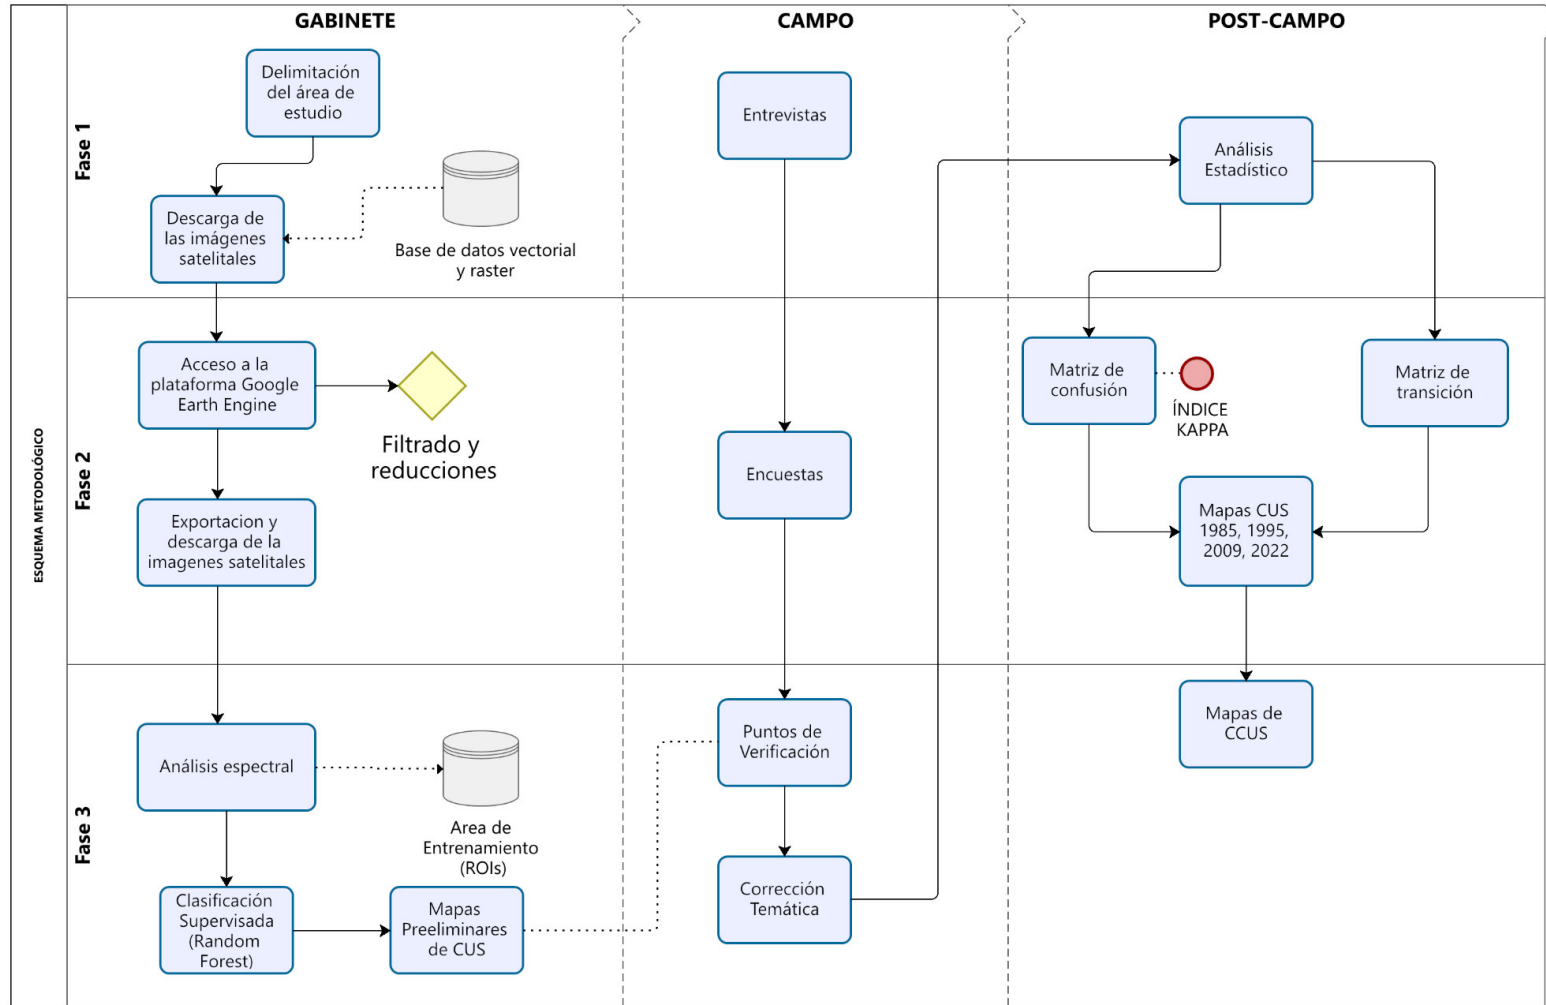 GABINETE
CAMPO
POST-CAMPO
ESQUEMA METODOLÓGICO
Fase 1
Delimitación
del área de
estudio
Descarga de
las imágenes
satelitales
Base de datos vectorial
y raster
Entrevistas
Análisis
Estadístico
Fase 2
Acceso a la
plataforma Google
Earth Engine
Filtrado y
reducciones
Exportacion y
descarga de la
imagenes satelitales
Encuestas
Matriz de
confusión
ÍNDICE
KAPPA
Matriz de
transición
Mapas CUS
1985, 1995,
2009, 2022
Fase 3
Análisis espectral
Area de
Entrenamiento
(ROIs)
Clasificación
Supervisada
(Random
Forest)
Mapas
Preeliminares
de CUS
Puntos de
Verificación
Corrección
Temática
Mapas de
CCUS